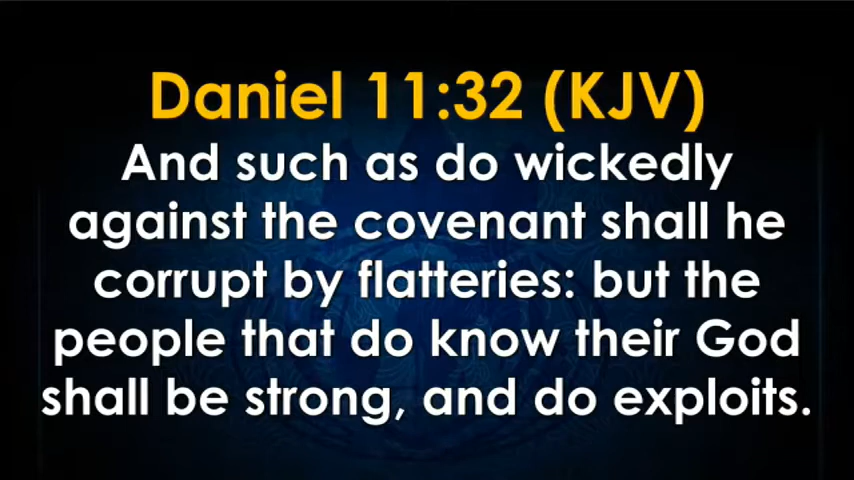 Daniel 11:32 (KJV)
And such as do wickedly
against the covenant shall he
corrupt by flatteries: but the
people that do know their God
shall be strong, and do exploits.